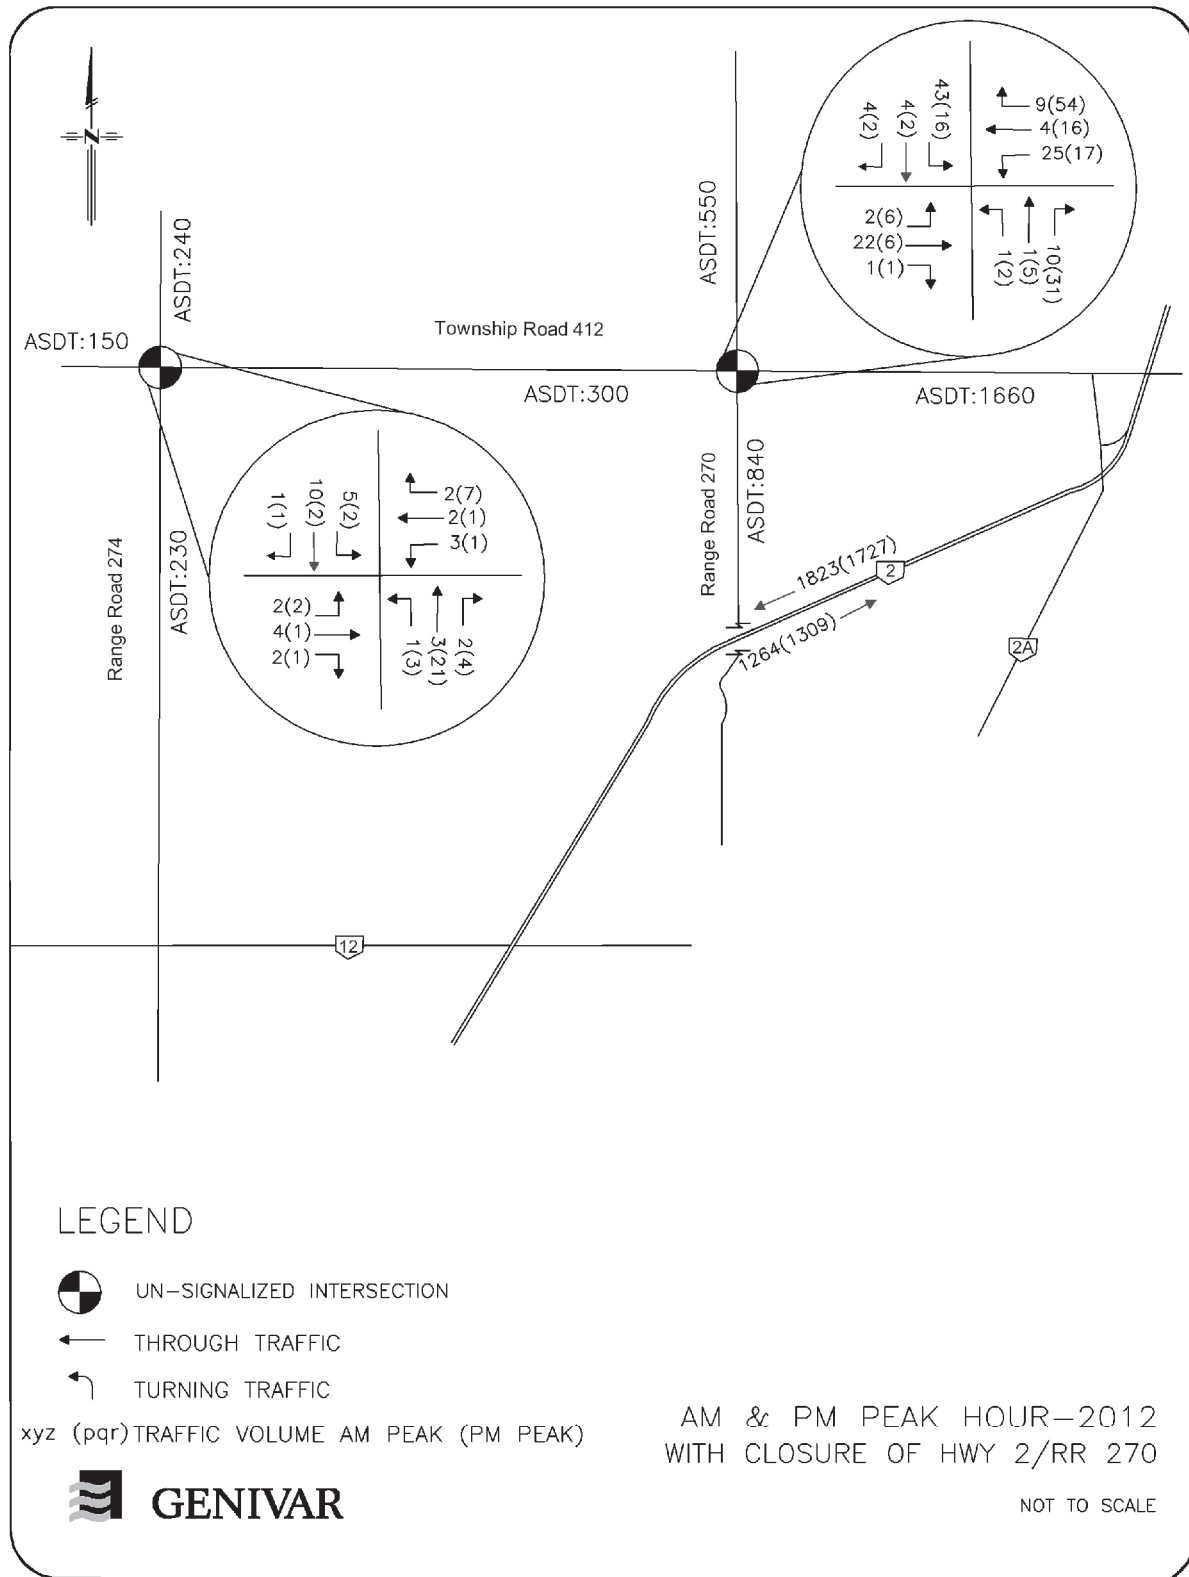 N
43(16)
4(2)
4(2)
9(54)
4(16)
25(17)
2(6)
22(6)
1(1)
1(2)
1(5)
10(31)
ASDT:240
ASDT:550
ASDT:150
Township Road 412
ASDT:300
ASDT:1660
Range Road 270
ASDT:840
Range Road 274
ASDT:230
1(1)
10(2)
5(2)
2(7)
2(1)
3(1)
2(2)
4(1)
2(1)
1(3)
3(21)
2(4)
1823(1727)
2
1264(1309)
2A
12
LEGEND
UN-SIGNALIZED INTERSECTION
THROUGH TRAFFIC
TURNING TRAFFIC
xyz (pqr) TRAFFIC VOLUME AM PEAK (PM PEAK)
GENIVAR
AM & PM PEAK HOUR-2012
WITH CLOSURE OF HWY 2/RR 270
NOT TO SCALE